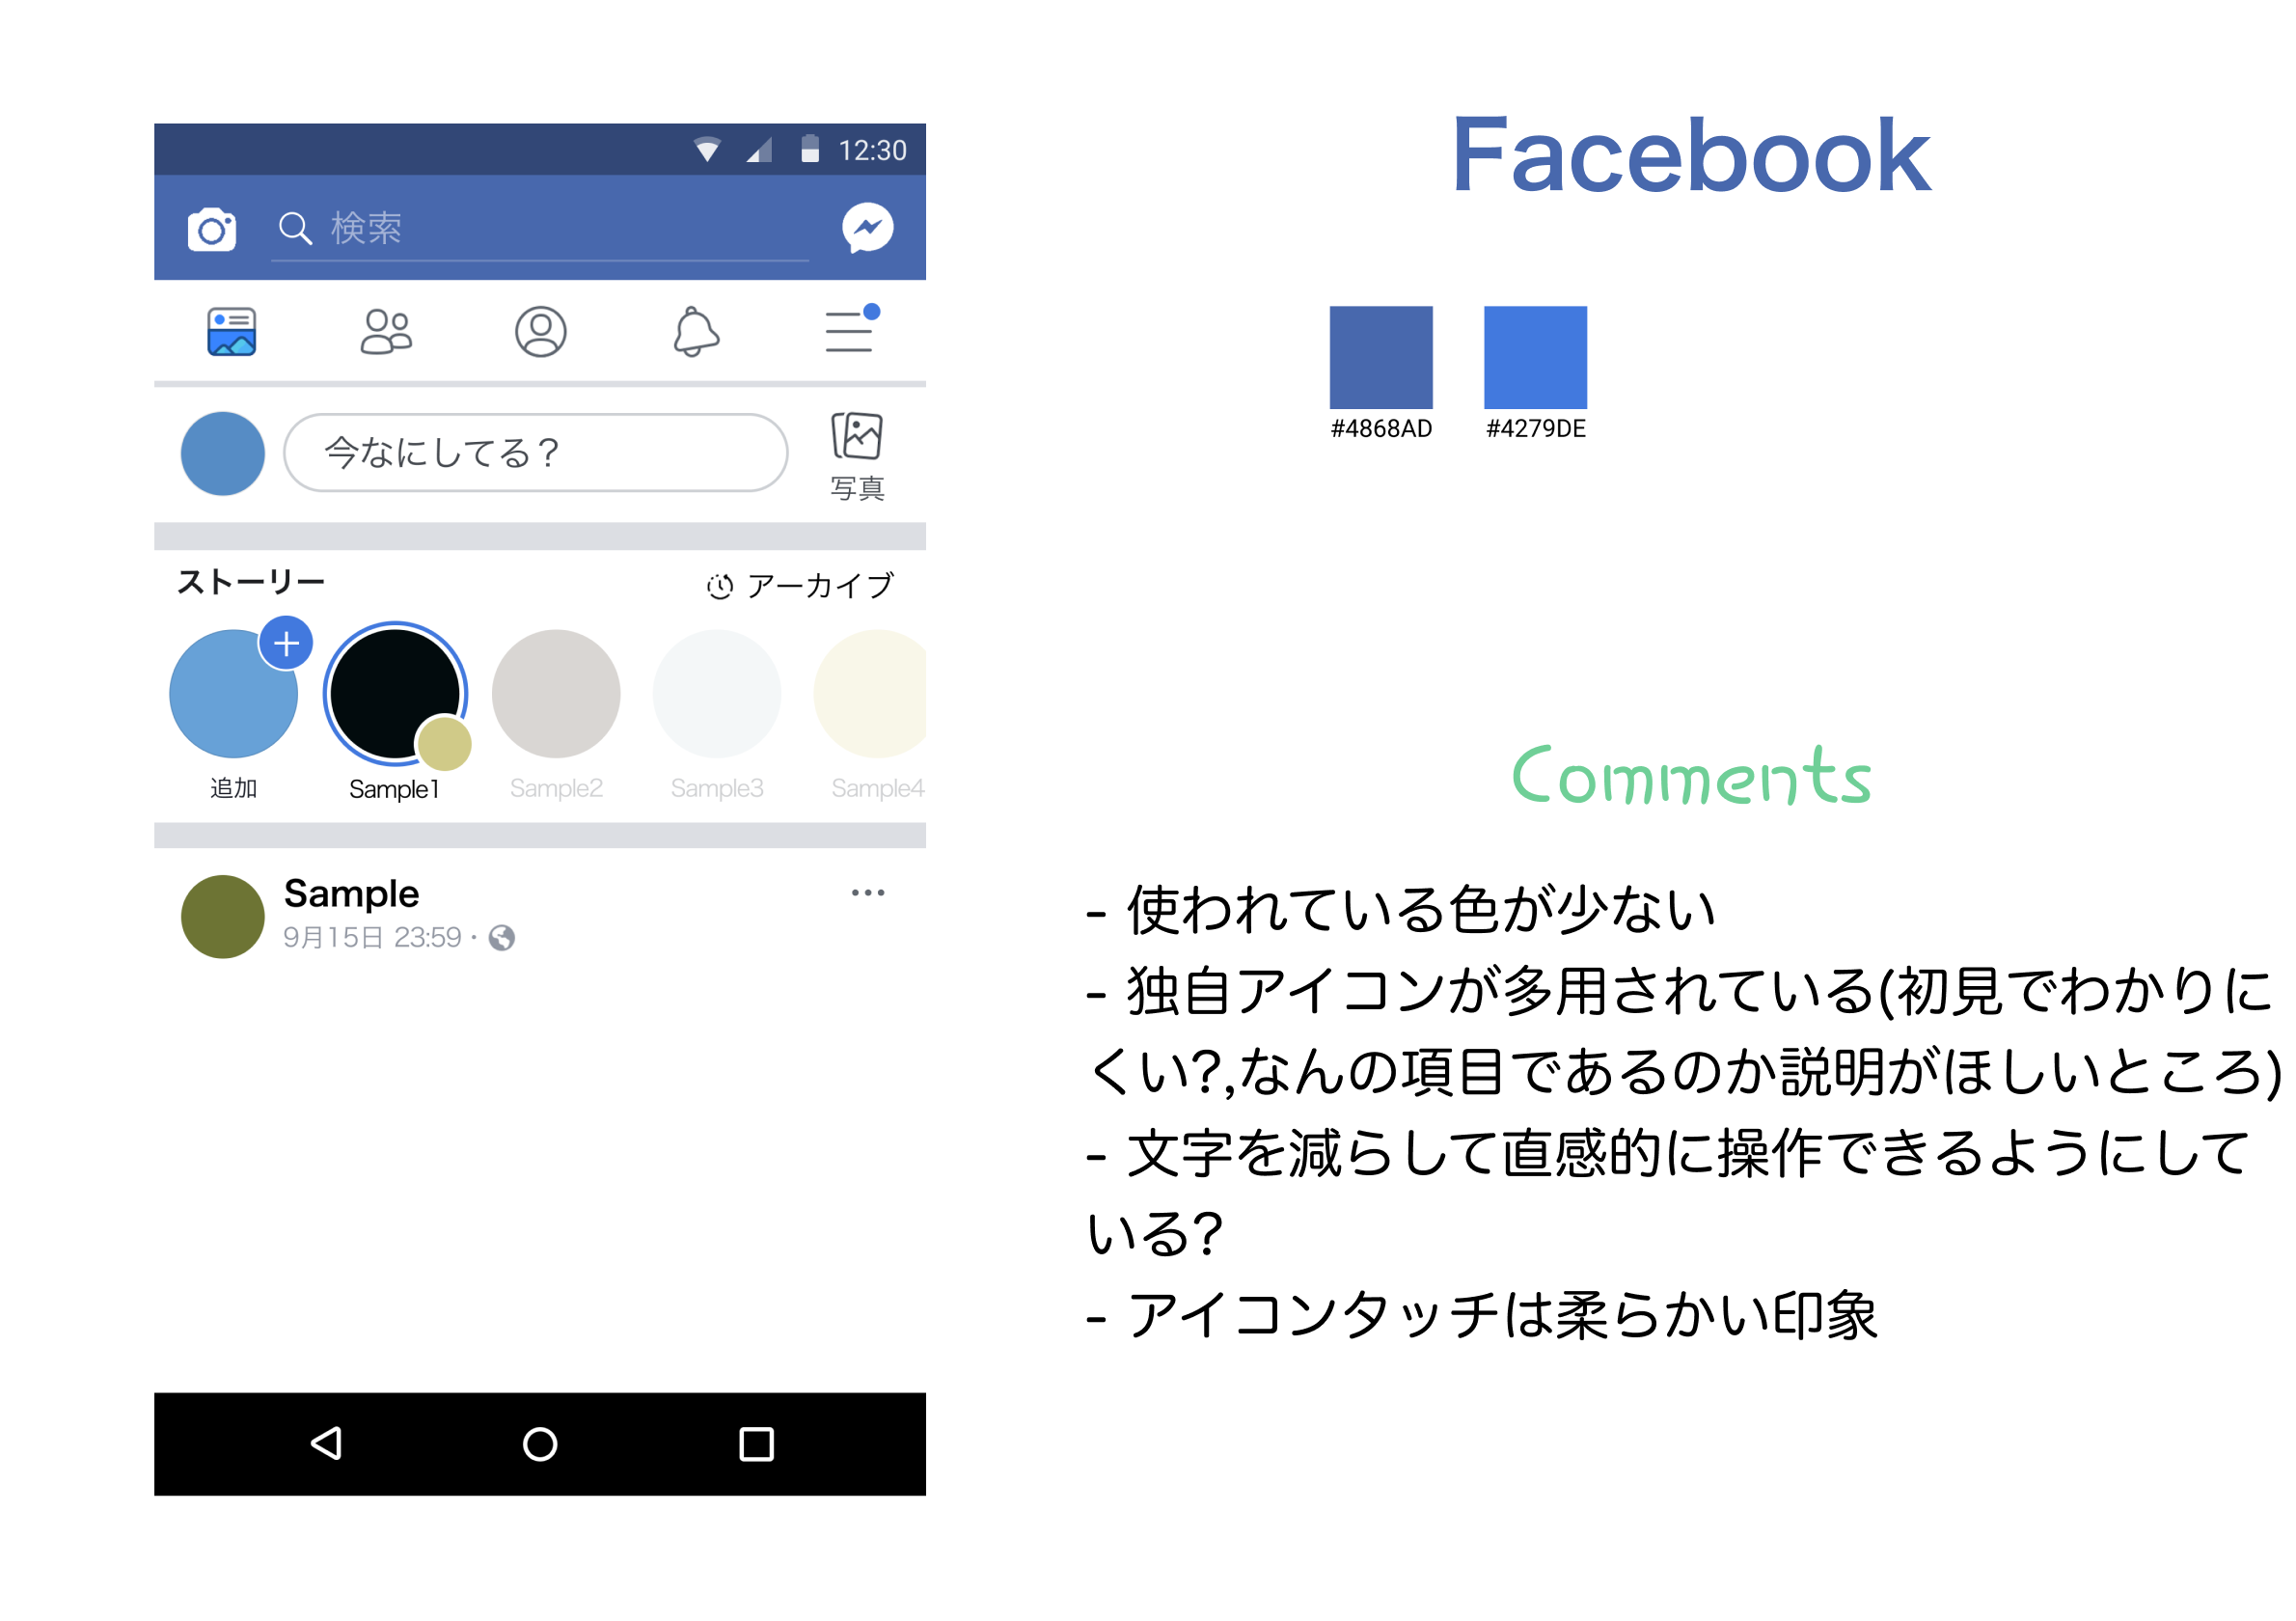 12:30
検索
今なにしてる？
写真
ストーリー
アーカイブ
追加
Sample1
Sample2
Sample3
Sample4
Sample
9月15日 23:59・
Facebook
#4868AD
#4279DE
Comments
- 使われている色が少ない
- 独自アイコンが多用されている(初見でわかりに
くい?,なんの項目であるのか説明がほしいところ)
- 文字を減らして直感的に操作できるようにして
いる?
- アイコンタッチは柔らかい印象